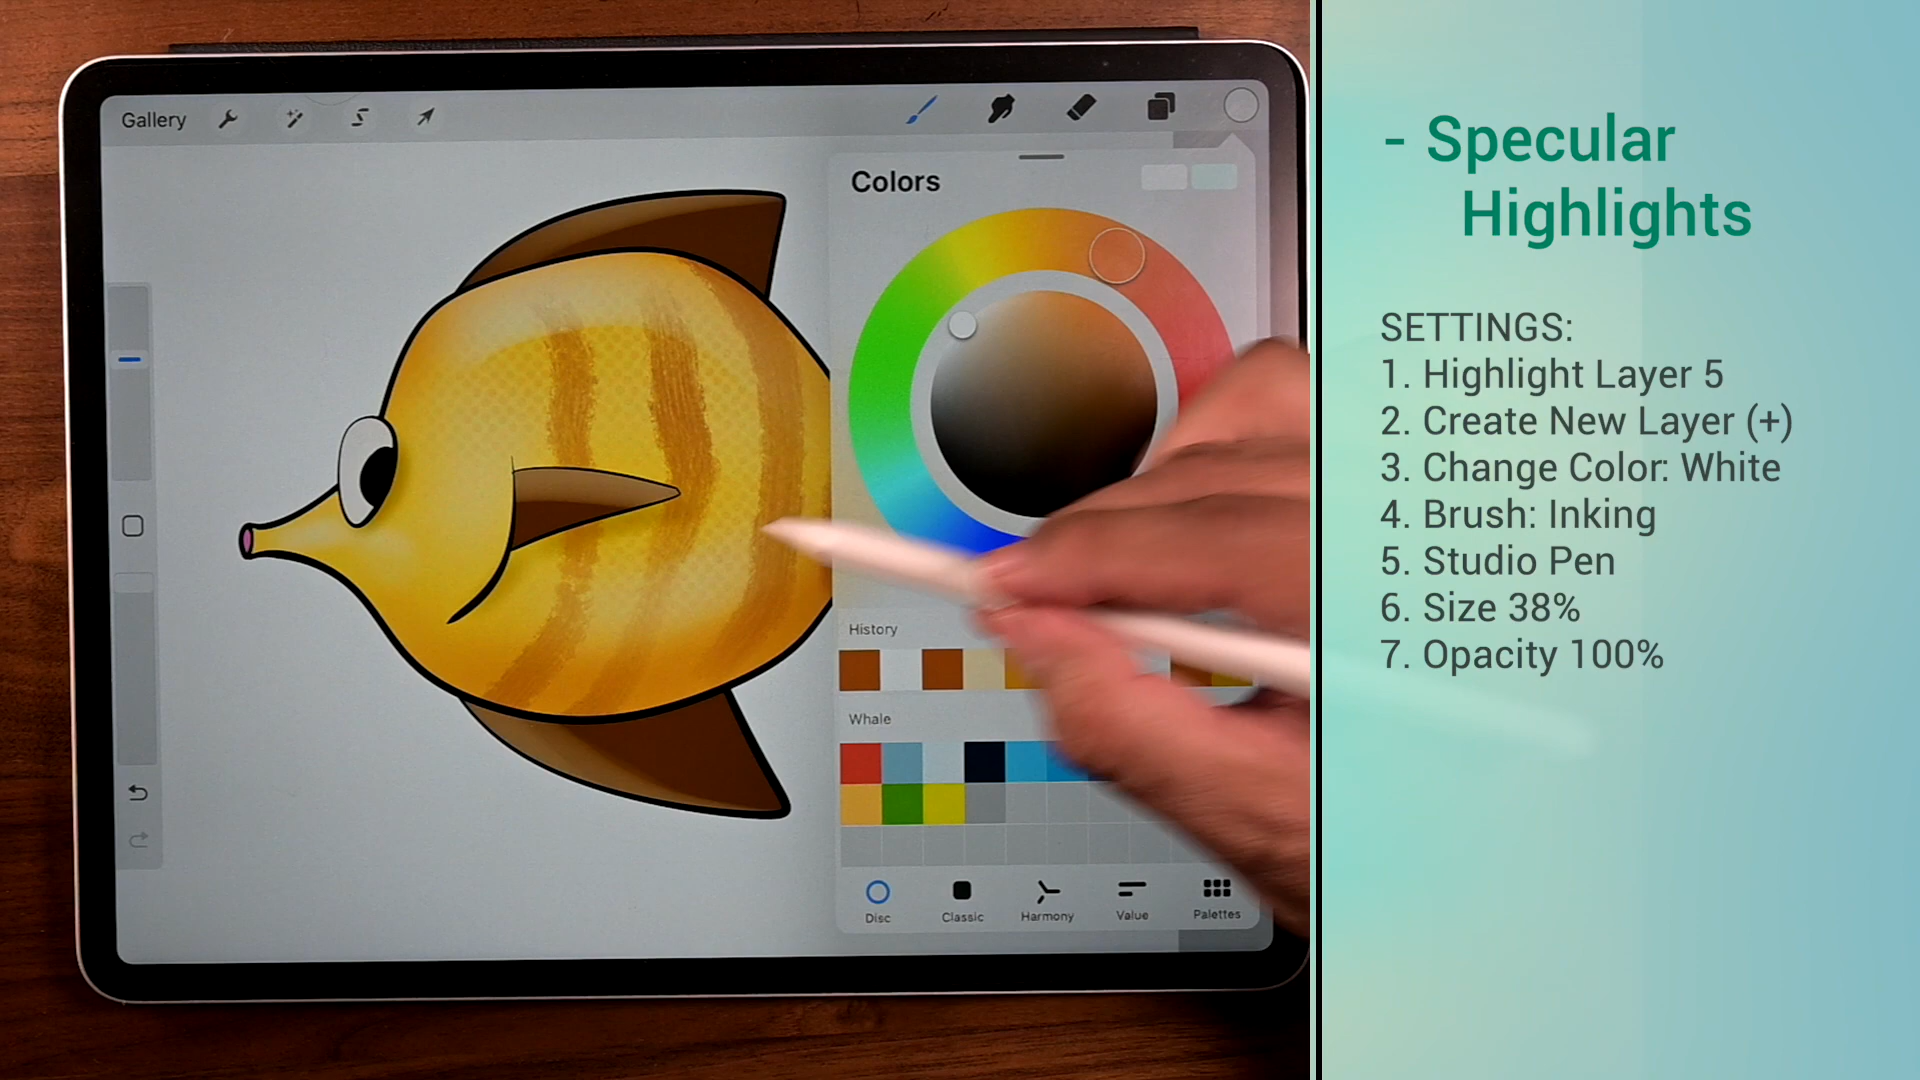 Gallery
Colors
History
Whale
Disc
Classic
Harmony
Value
Palettes
- Specular
Highlights
SETTINGS:
1. Highlight Layer 5
2. Create New Layer (+)
3. Change Color: White
4. Brush: Inking
5. Studio Pen
6. Size 38%
7. Opacity 100%